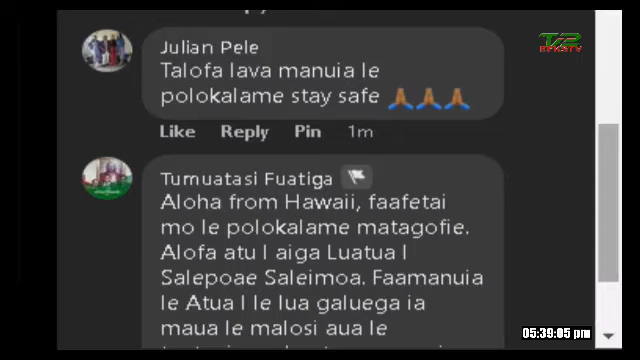 TV2
EFKSTV
Julian Pele
Talofa lava manuia le
polokalame stay safe 🙏🙏🙏
Like Reply Pin 1m
Tumuatasi Fuatiga
Aloha from Hawaii, faafetai
mo le polokalame matagofie.
Alofa atu I aiga Luatua I
Salepoae Saleimoa. Faamanuia
le Atua I le lua galuega ia
maua le malosi aua le
05:39:05 pm